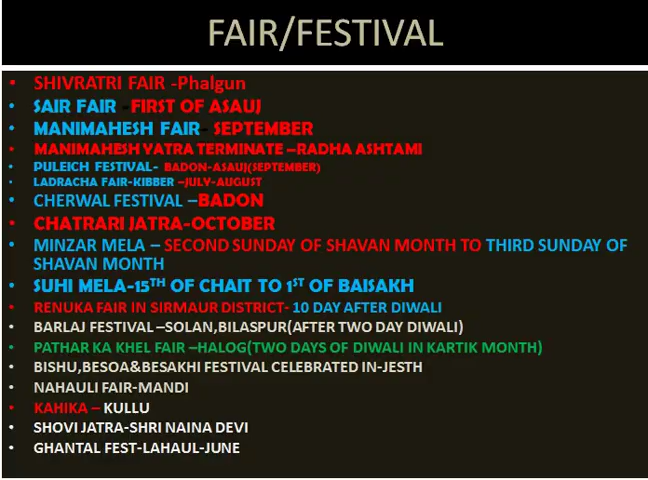 FAIR/FESTIVAL
• SHIVRATRI FAIR -Phalgun
• SAIR FAIR -FIRST OF ASAUJ
• MANIMAHESH FAIR- SEPTEMBER
• MANIMAHESH YATRA TERMINATE –RADHA ASHTAMI
• PULEICH FESTIVAL- BADON-ASAUJ(SEPTEMBER)
• LADRACHA FAIR-KIBBER –JULY-AUGUST
• CHERWAL FESTIVAL –BADON
• CHATRARI JATRA-OCTOBER
• MINZAR MELA – SECOND SUNDAY OF SHAVAN MONTH TO THIRD SUNDAY OF
SHAVAN MONTH
• SUHI MELA-15TH OF CHAIT TO 1ST OF BAISAKH
• RENUKA FAIR IN SIRMAUR DISTRICT- 10 DAY AFTER DIWALI
• BARLAJ FESTIVAL –SOLAN,BILASPUR(AFTER TWO DAY DIWALI)
• PATHAR KA KHEL FAIR –HALOG(TWO DAYS OF DIWALI IN KARTIK MONTH)
• BISHU,BESOA&BESAKHI FESTIVAL CELEBRATED IN-JESTH
• NAHAULI FAIR-MANDI
• KAHIKA – KULLU
• SHOVI JATRA-SHRI NAINA DEVI
• GHANTAL FEST-LAHAUL-JUNE